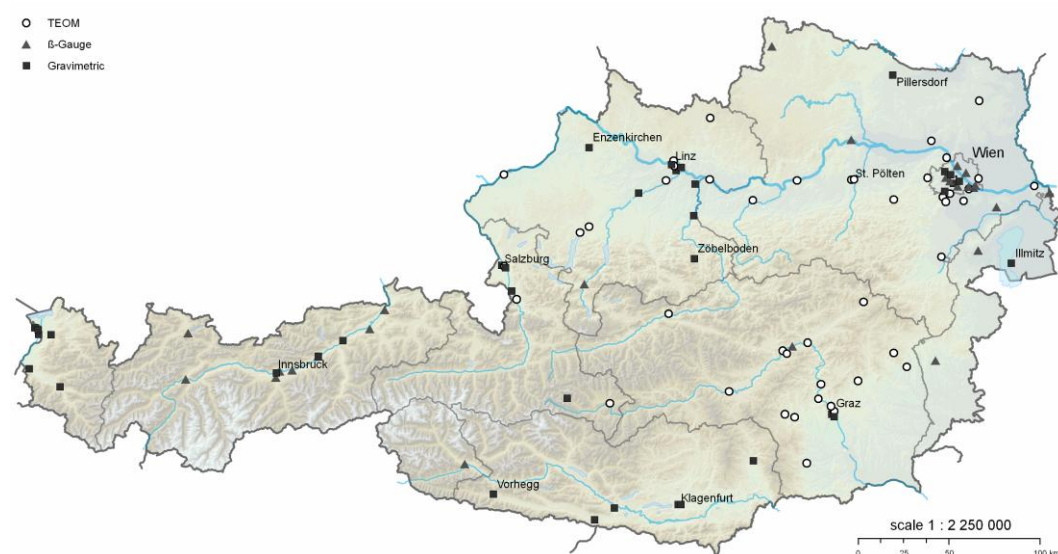 TEOM
ß-Gauge
Gravimetric
Pillersdorf
Enzenkirchen
Linz
Wien
St. Pölten
Zöbelboden
Illmitz
Salzburg
Innsbruck
Graz
Vorhegg
Klagenfurt
scale 1 : 2 250 000
0 25 50 100 km